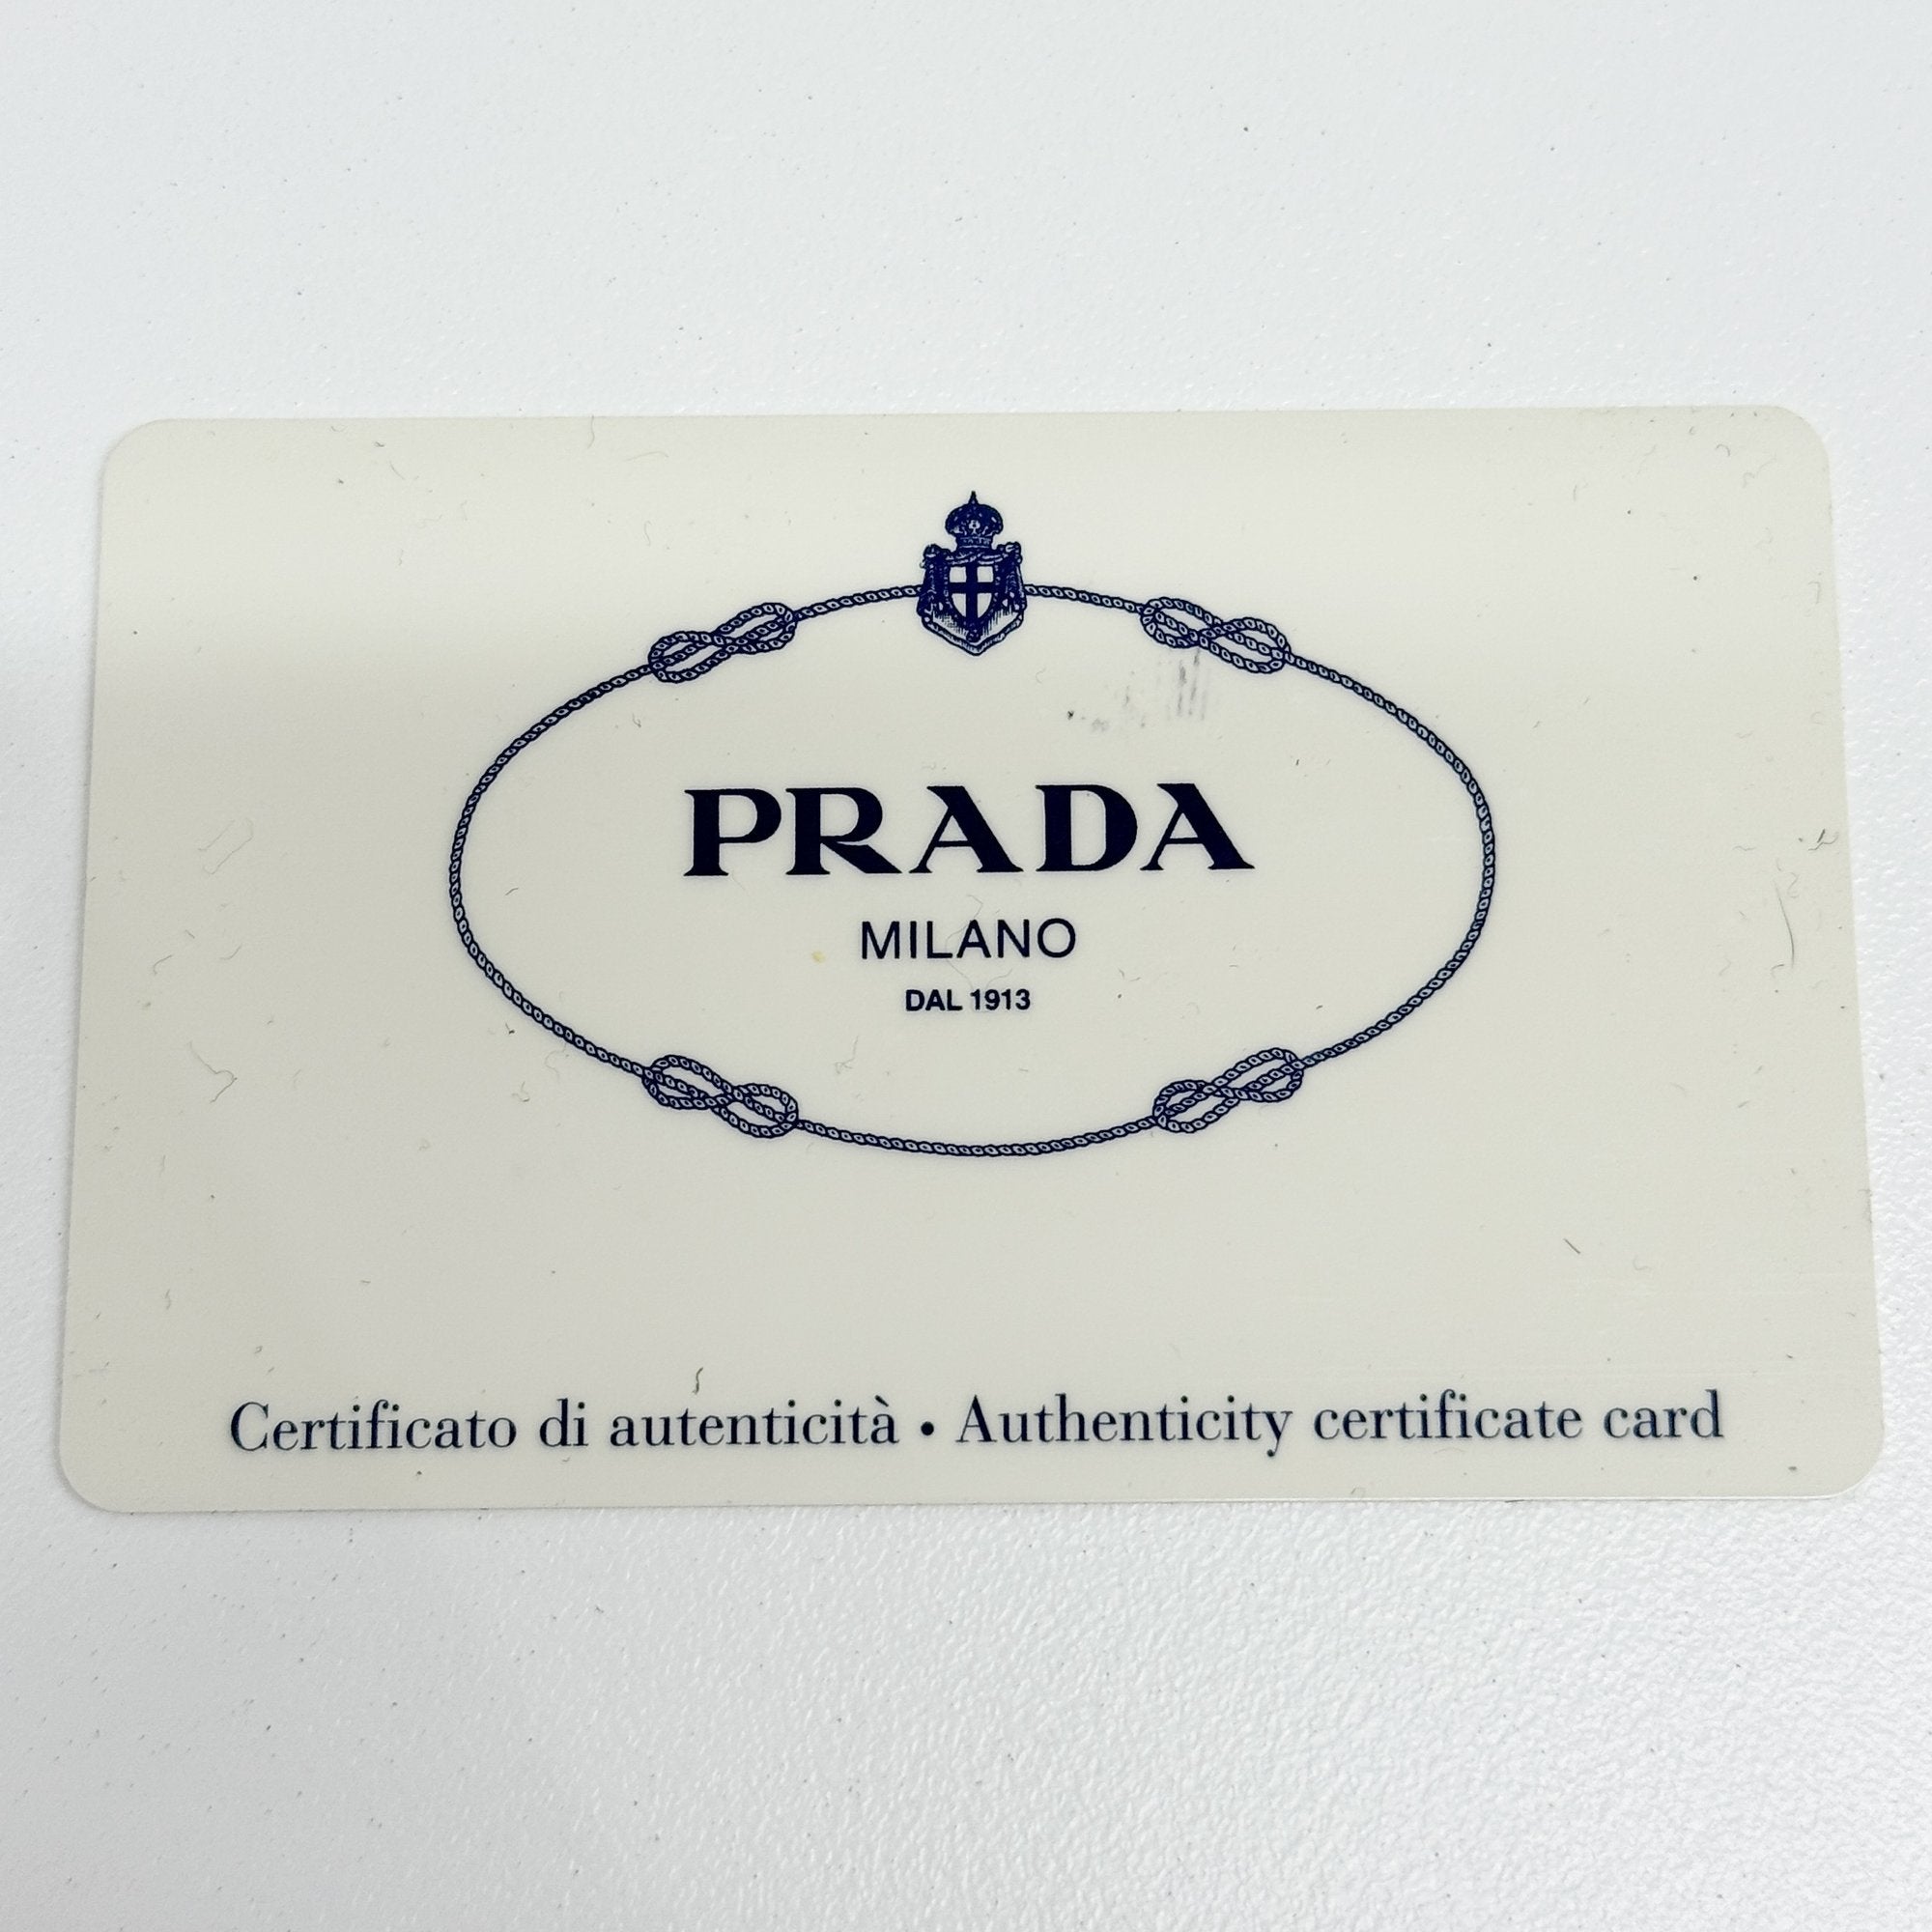 PRADA
MILANO
DAL 1913
Certificato di autenticità • Authenticity certificate card